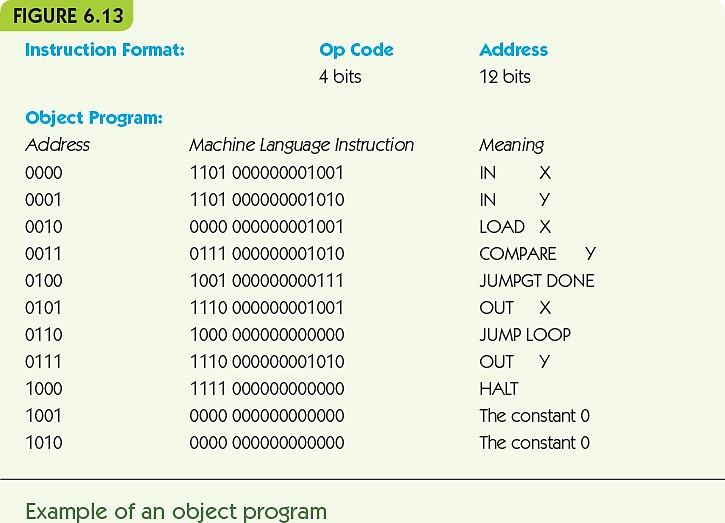 FIGURE 6.13
Instruction Format: Op Code Address
4 bits 12 bits
Object Program:
Address Machine Language Instruction Meaning
0000 1101 000000001001 IN X
0001 1101 000000001010 IN Y
0010 0000 000000001001 LOAD X
0011 0111 000000001010 COMPARE Y
0100 1001 000000000111 JUMPGT DONE
0101 1110 000000001001 OUT X
0110 1000 000000000000 JUMP LOOP
0111 1110 000000001010 OUT Y
1000 1111 000000000000 HALT
1001 0000 000000000000 The constant 0
1010 0000 000000000000 The constant 0
Example of an object program